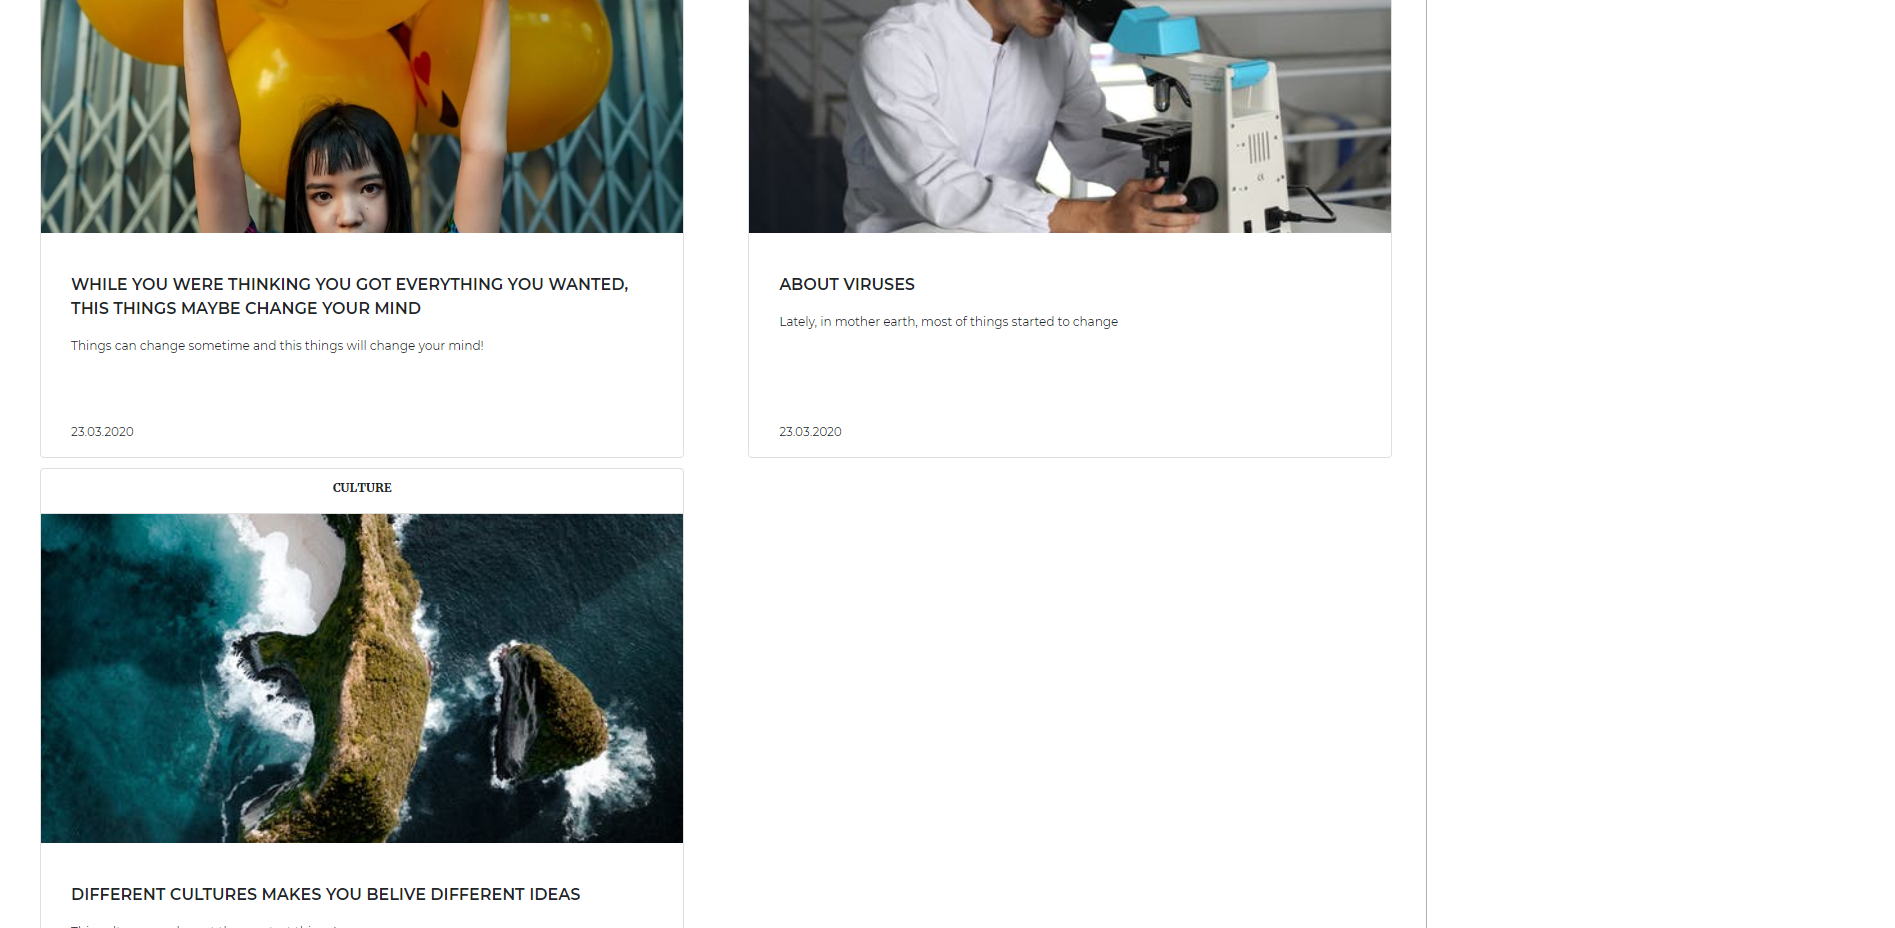 WHILE YOU WERE THINKING YOU GOT EVERYTHING YOU WANTED,
THIS THINGS MAYBE CHANGE YOUR MIND
Things can change sometime and this things will change your mind!
23.03.2020
ABOUT VIRUSES
Lately, in mother earth, most of things started to change
23.03.2020
CULTURE
DIFFERENT CULTURES MAKES YOU BELIVE DIFFERENT IDEAS